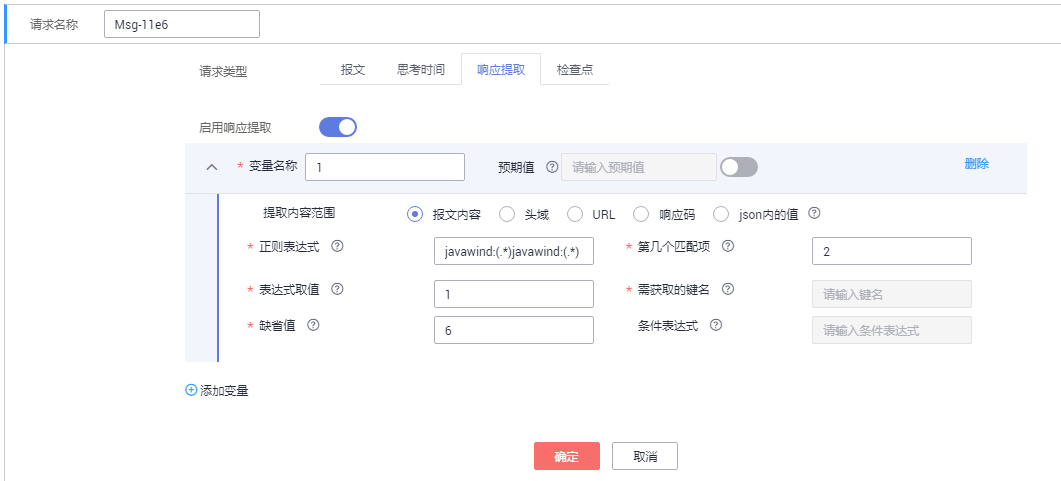 请求名称 Msg-11e6
请求类型 报文 思考时间 响应提取 检查点
启用响应提取
* 变量名称 1 预期值 ? 请输入预期值 删除
提取内容范围 报文内容 头域 URL 响应码 json内的值 ?
* 正则表达式 ? javawind:(.*)javawind:(.*) * 第几个匹配项 ? 2
* 表达式取值 ? 1 * 需获取的键名 ? 请输入键名
* 缺省值 ? 6 条件表达式 ? 请输入条件表达式
添加变量
确定 取消